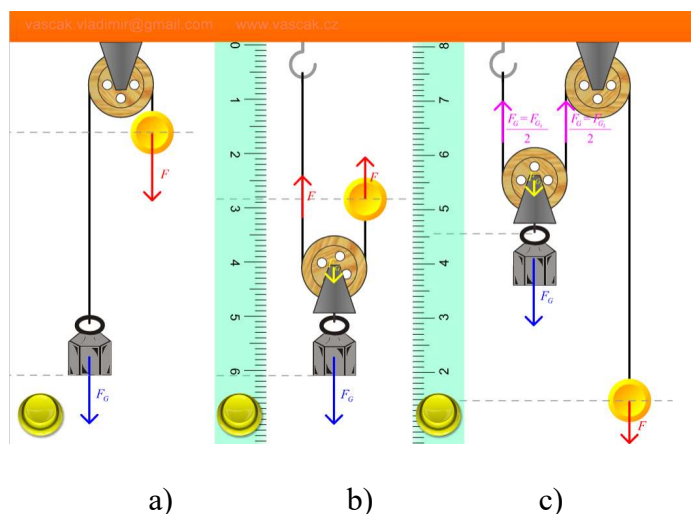 vascak.vladimir@gmail.com www.vascak.cz
0
1
2
3
4
5
6
8
7
6
5
4
3
2
F
F
F
F_G
F_G
F_G = F_G₁
2
F_G = F_G₁
2
F_G
F
a) b) c)